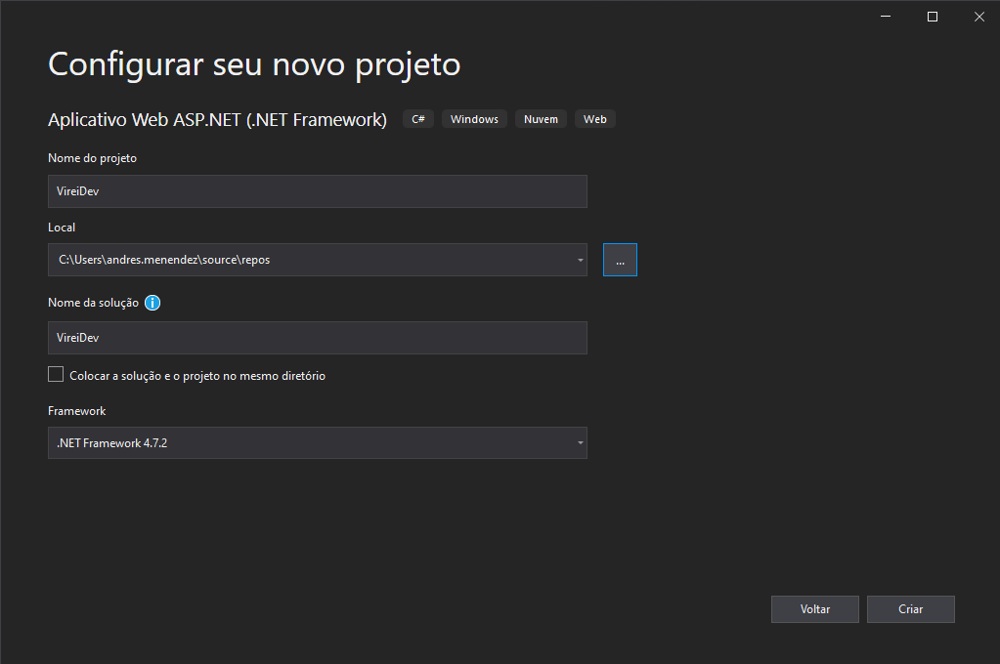 Configurar seu novo projeto
Aplicativo Web ASP.NET (.NET Framework) C# Windows Nuvem Web
Nome do projeto
VireiDev
Local
C:\Users\andres.menendez\source\repos
...
Nome da solução i
VireiDev
Colocar a solução e o projeto no mesmo diretório
Framework
.NET Framework 4.7.2
Voltar Criar